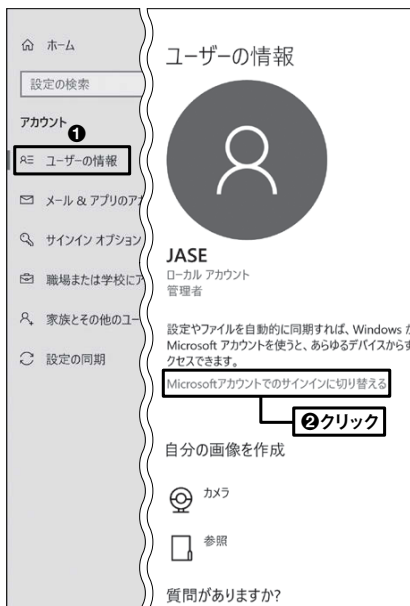 ホーム
設定の検索
アカウント
❶
ユーザーの情報
メール & アプリのア
サインイン オプション
職場または学校にア
家族とその他のユー
設定の同期
ユーザーの情報
JASE
ローカル アカウント
管理者
設定やファイルを自動的に同期すれば、Windows が
Microsoft アカウントを使うと、あらゆるデバイスからす
クセスできます。
Microsoftアカウントでのサインインに切り替える
❷クリック
自分の画像を作成
カメラ
参照
質問がありますか?